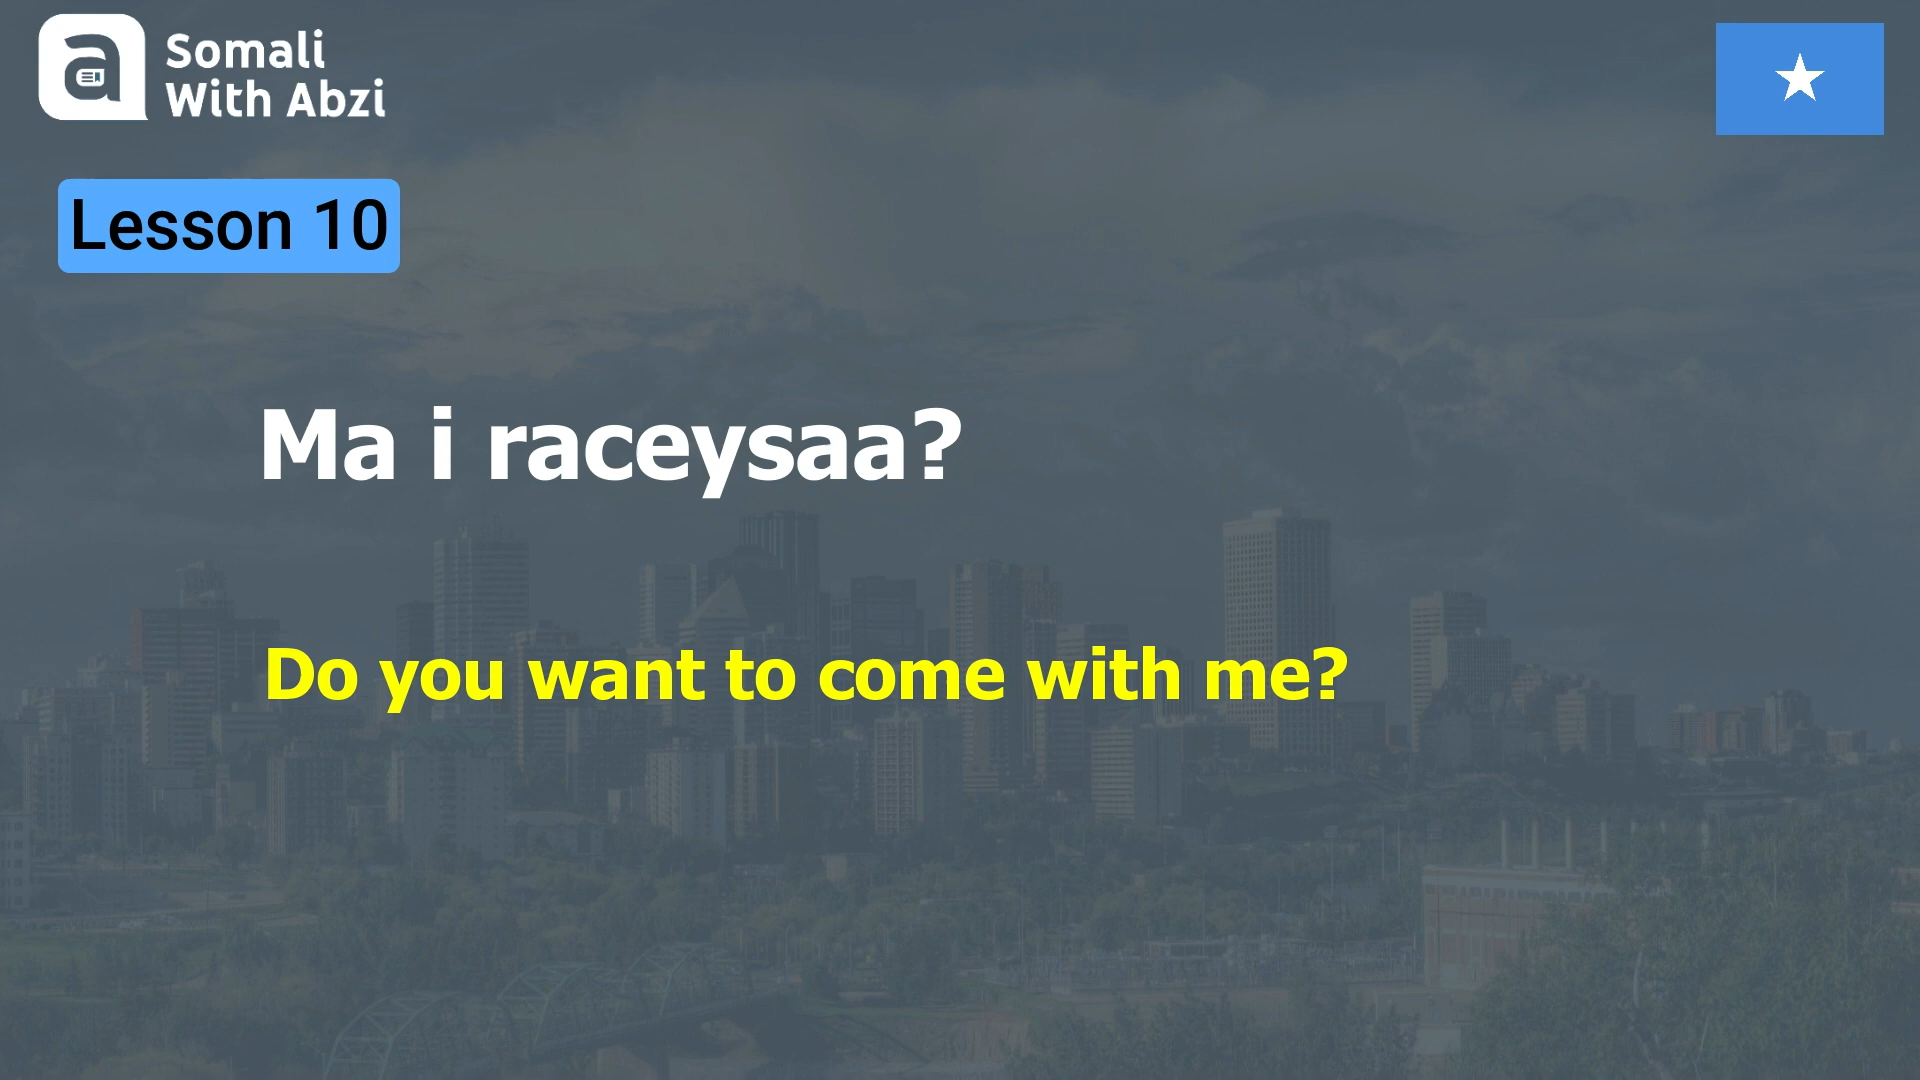 Somali
With Abzi
Lesson 10
Ma i raceysaa?
Do you want to come with me?